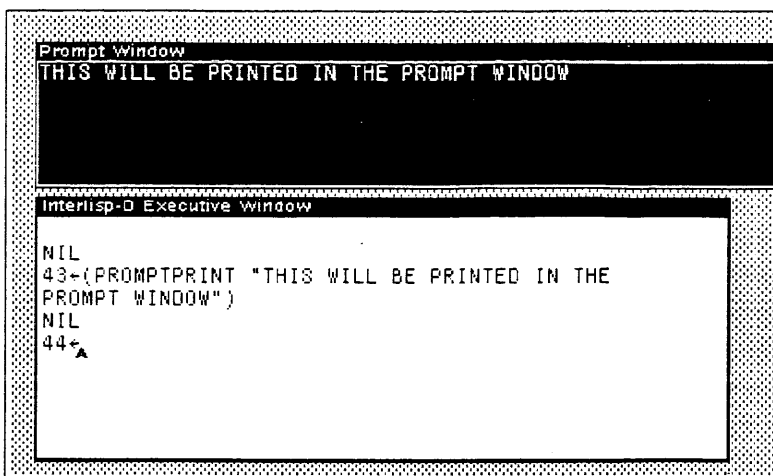 Prompt Window
THIS WILL BE PRINTED IN THE PROMPT WINDOW
Interlisp-D Executive Window
NIL
43←(PROMPTPRINT "THIS WILL BE PRINTED IN THE
PROMPT WINDOW")
NIL
44←